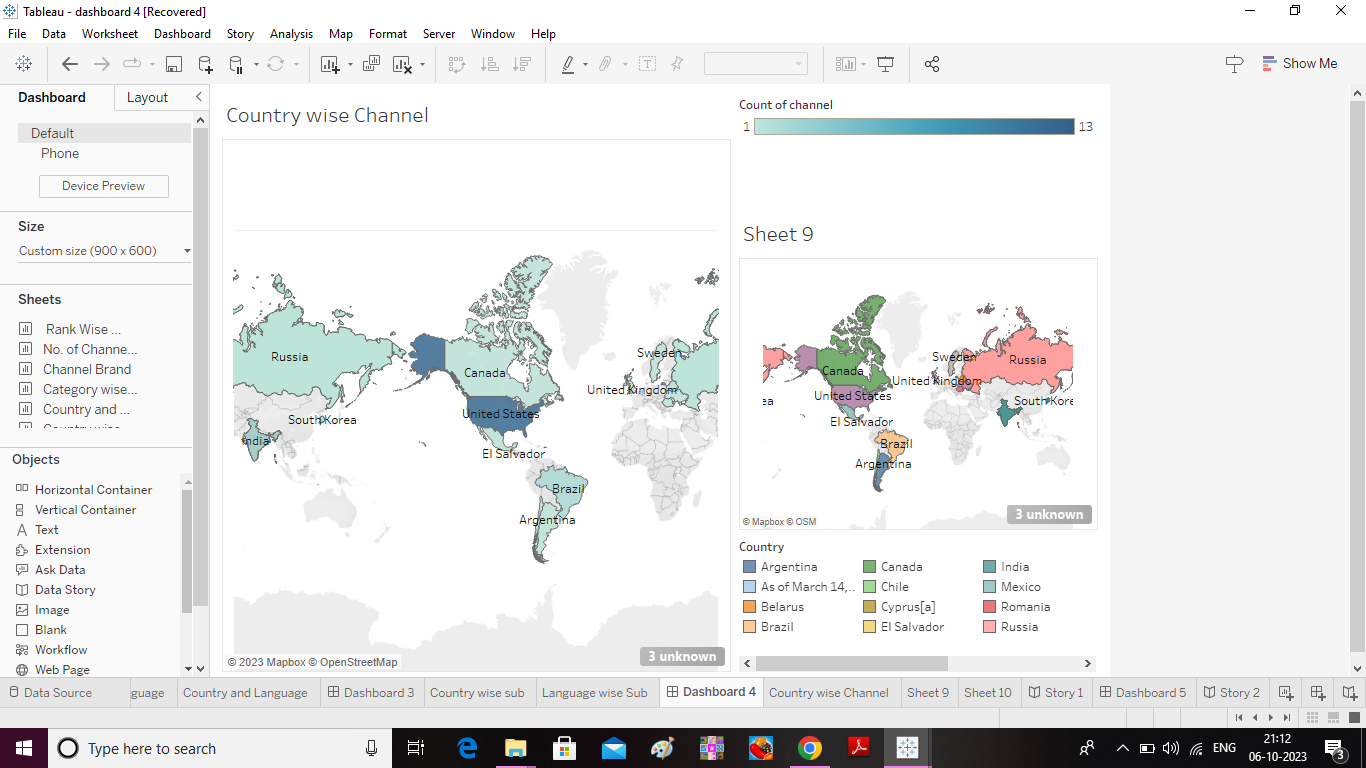 Tableau - dashboard 4 [Recovered]
File Data Worksheet Dashboard Story Analysis Map Format Server Window Help
Show Me
Dashboard Layout
Default
Phone
Device Preview
Size
Custom size (900 x 600)
Sheets
Rank Wise ...
No. of Channe...
Channel Brand
Category wise...
Country and ...
Objects
Horizontal Container
Vertical Container
Text
Extension
Ask Data
Data Story
Image
Blank
Workflow
Web Page
Country wise Channel
Russia
Canada
Sweden
United Kingdom
United States
South Korea
India
El Salvador
Brazil
Argentina
3 unknown
© 2023 Mapbox © OpenStreetMap
Count of channel
1 13
Sheet 9
Sweden
Russia
Canada
United Kingdom
United States
ea
South Kore
El Salvador
Brazil
Argentina
3 unknown
© Mapbox © OSM
Country
Argentina Canada India
As of March 14,.. Chile Mexico
Belarus Cyprus[a] Romania
Brazil El Salvador Russia
Data Source guage Country and Language Dashboard 3 Country wise sub Language wise Sub Dashboard 4 Country wise Channel Sheet 9 Sheet 10 Story 1 Dashboard 5 Story 2
Type here to search
ENG
21:12
06-10-2023
3